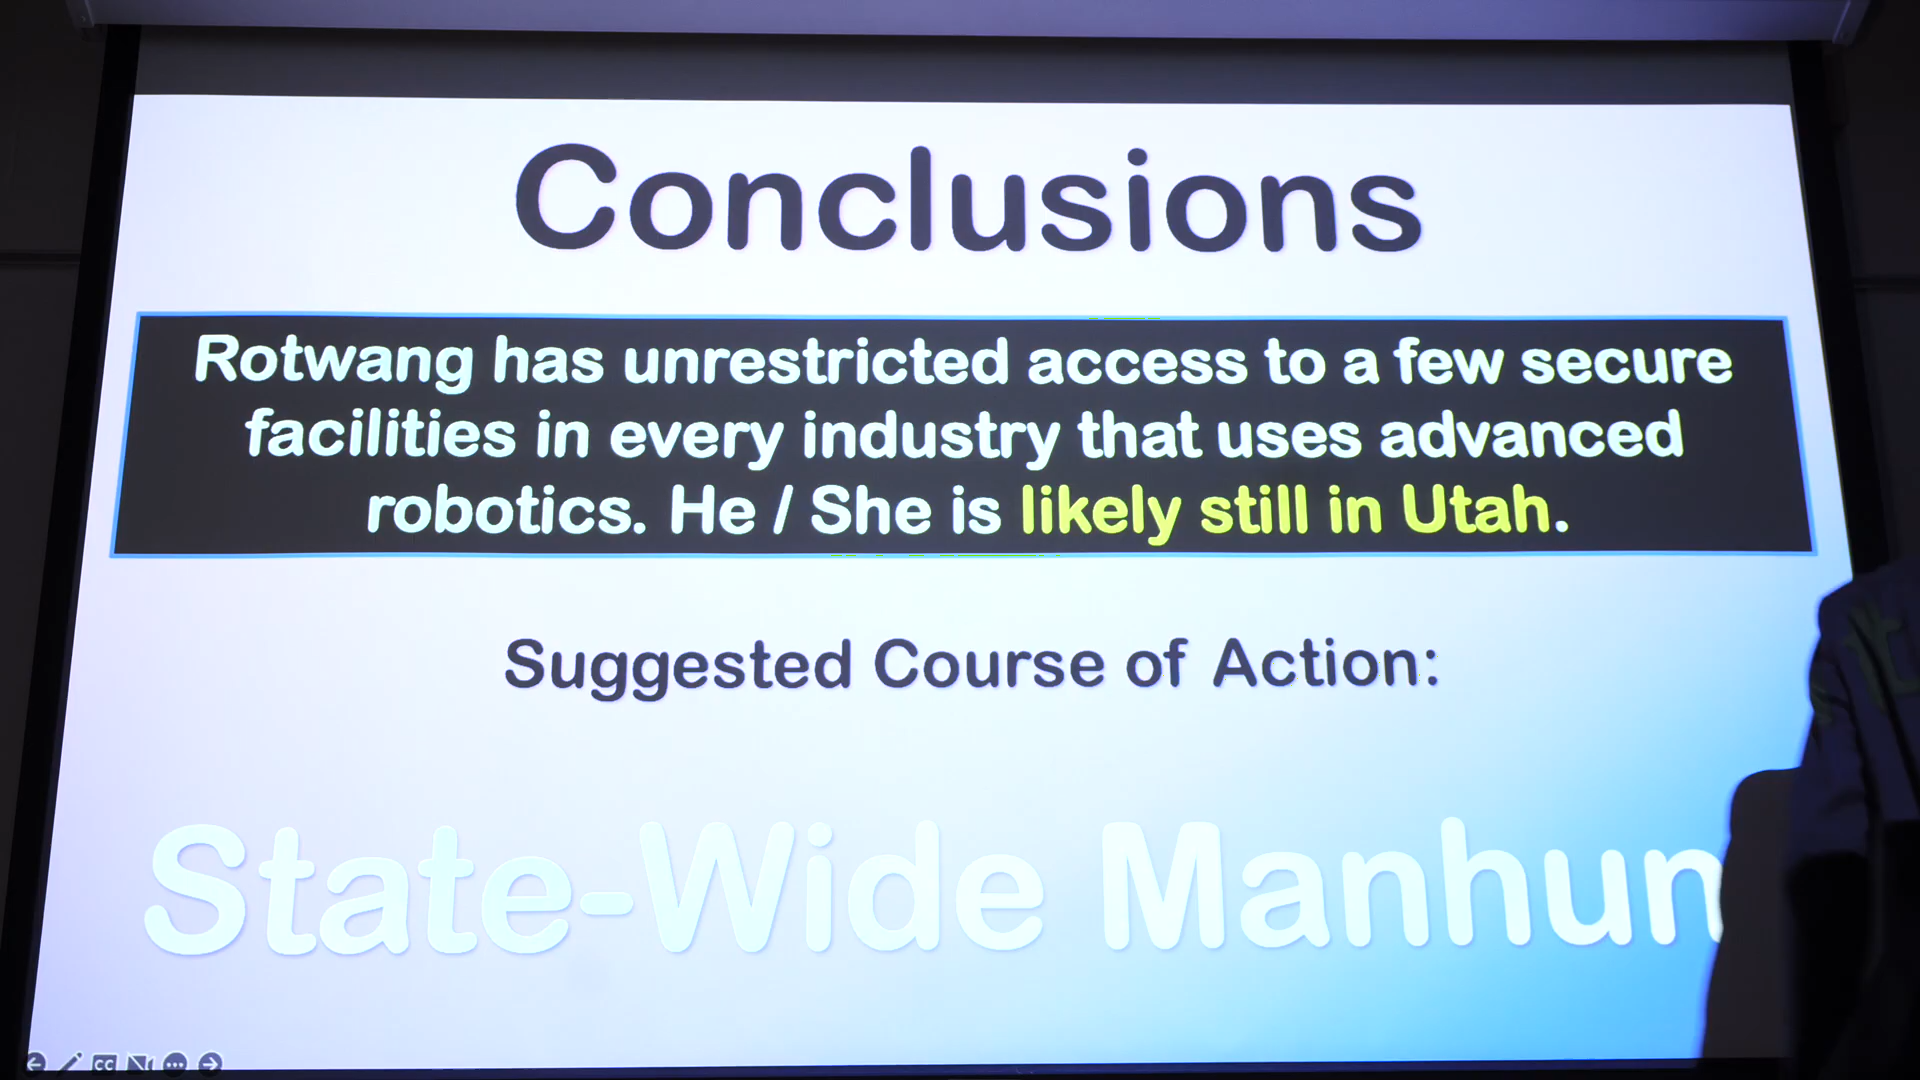 Conclusions
Rotwang has unrestricted access to a few secure
facilities in every industry that uses advanced
robotics. He / She is likely still in Utah.
Suggested Course of Action:
State-Wide Manhun
CC